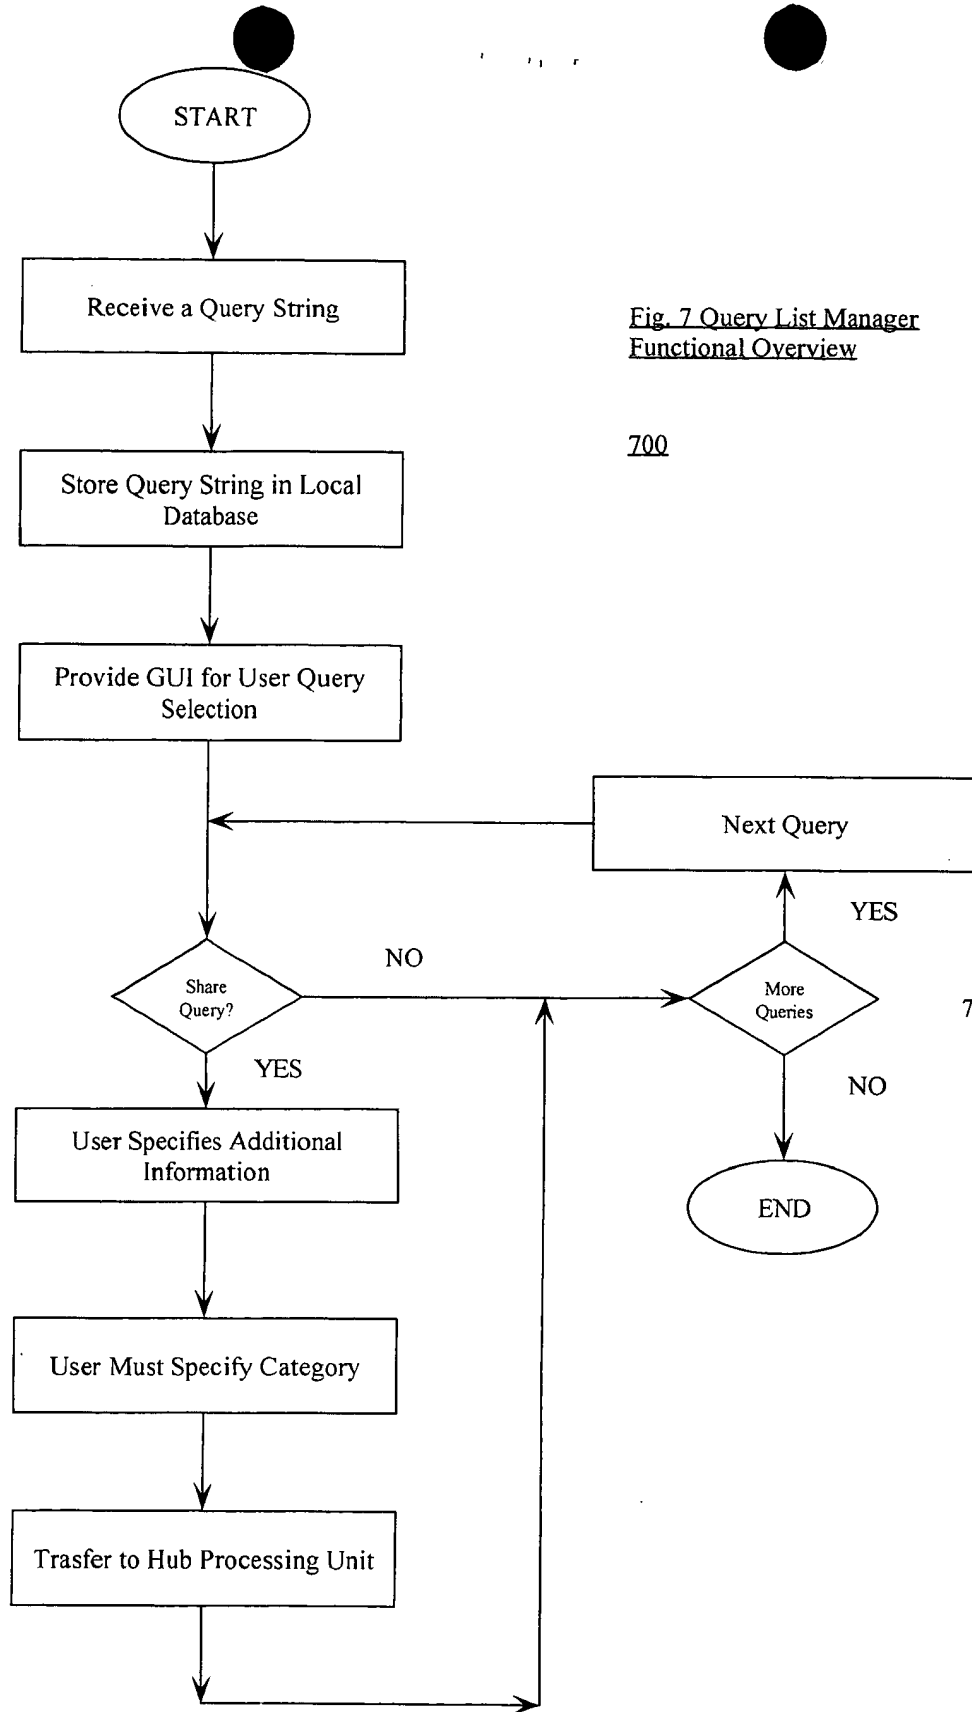 START
Receive a Query String
Fig. 7 Query List Manager
Functional Overview
700
Store Query String in Local
Database
Provide GUI for User Query
Selection
Next Query
YES
NO
Share
Query?
More
Queries
7
YES
NO
User Specifies Additional
Information
END
User Must Specify Category
Trasfer to Hub Processing Unit